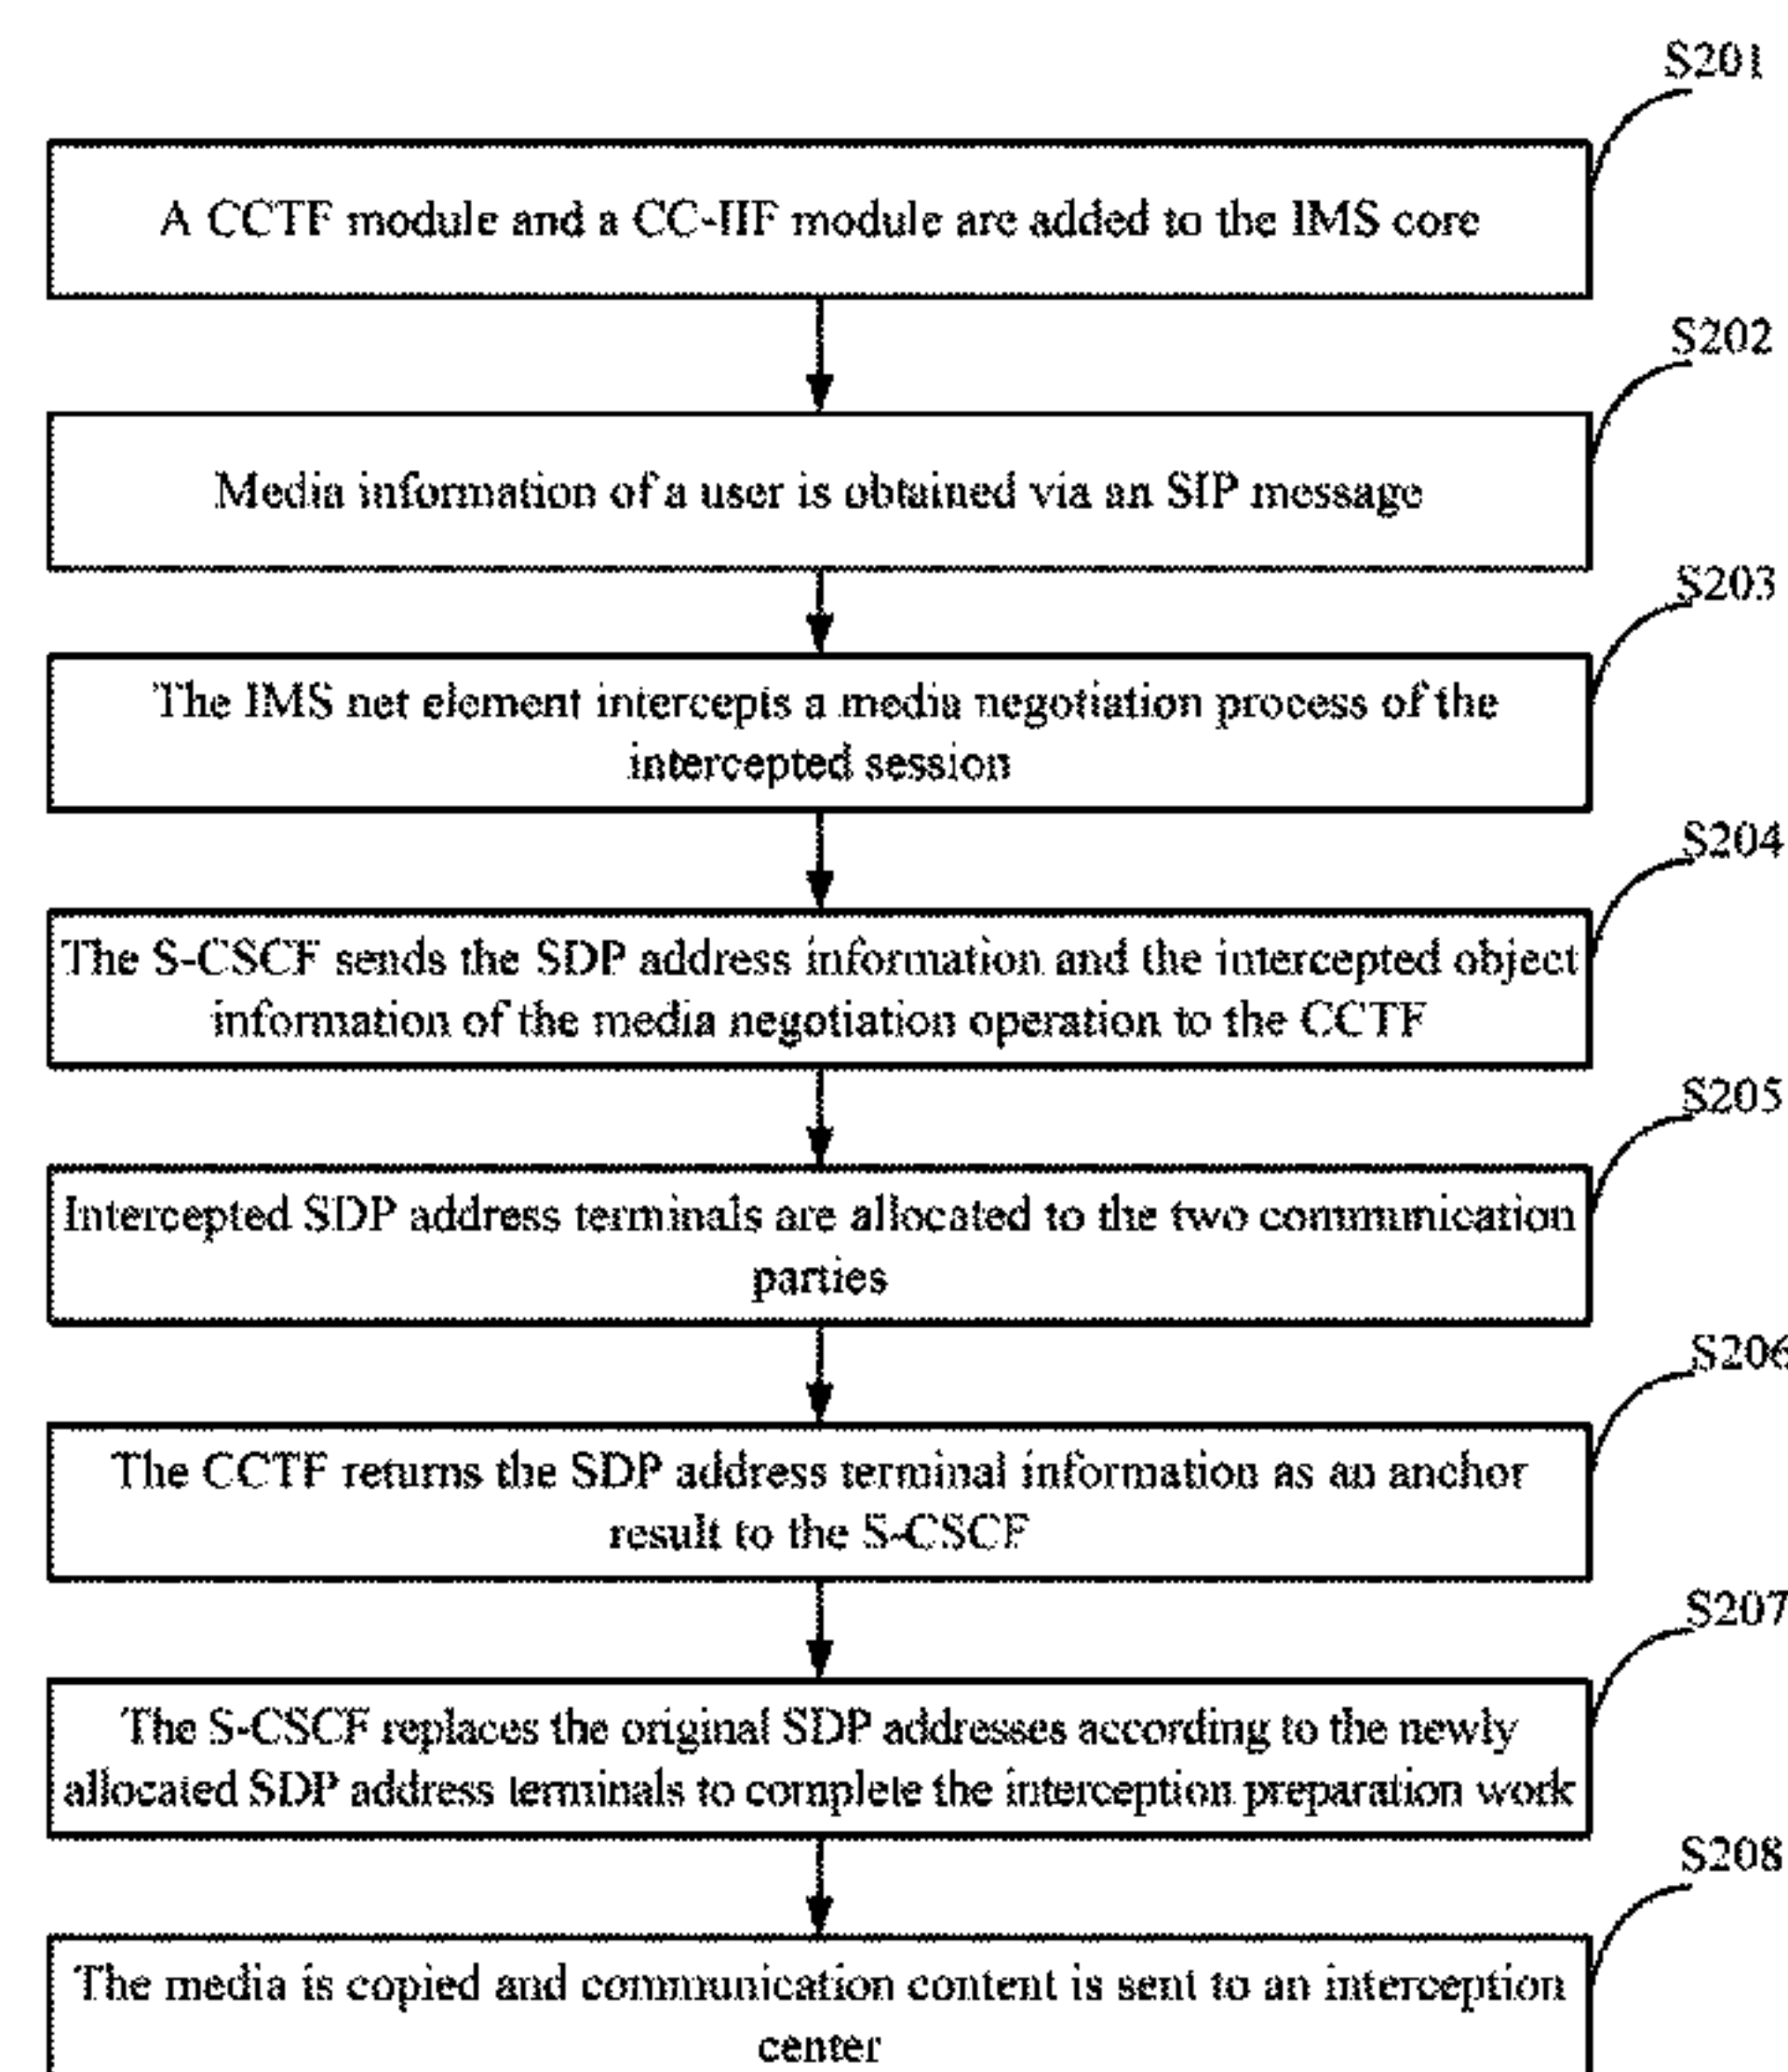 S201
A CCTF module and a CC-IIF module are added to the IMS core
S202
Media information of a user is obtained via an SIP message
S203
The IMS net element intercepts a media negotiation process of the
intercepted session
S204
The S-CSCF sends the SDP address information and the intercepted object
information of the media negotiation operation to the CCTF
S205
Intercepted SDP address terminals are allocated to the two communication
parties
S206
The CCTF returns the SDP address terminal information as an anchor
result to the S-CSCF
S207
The S-CSCF replaces the original SDP addresses according to the newly
allocated SDP address terminals to complete the interception preparation work
S208
The media is copied and communication content is sent to an interception
center